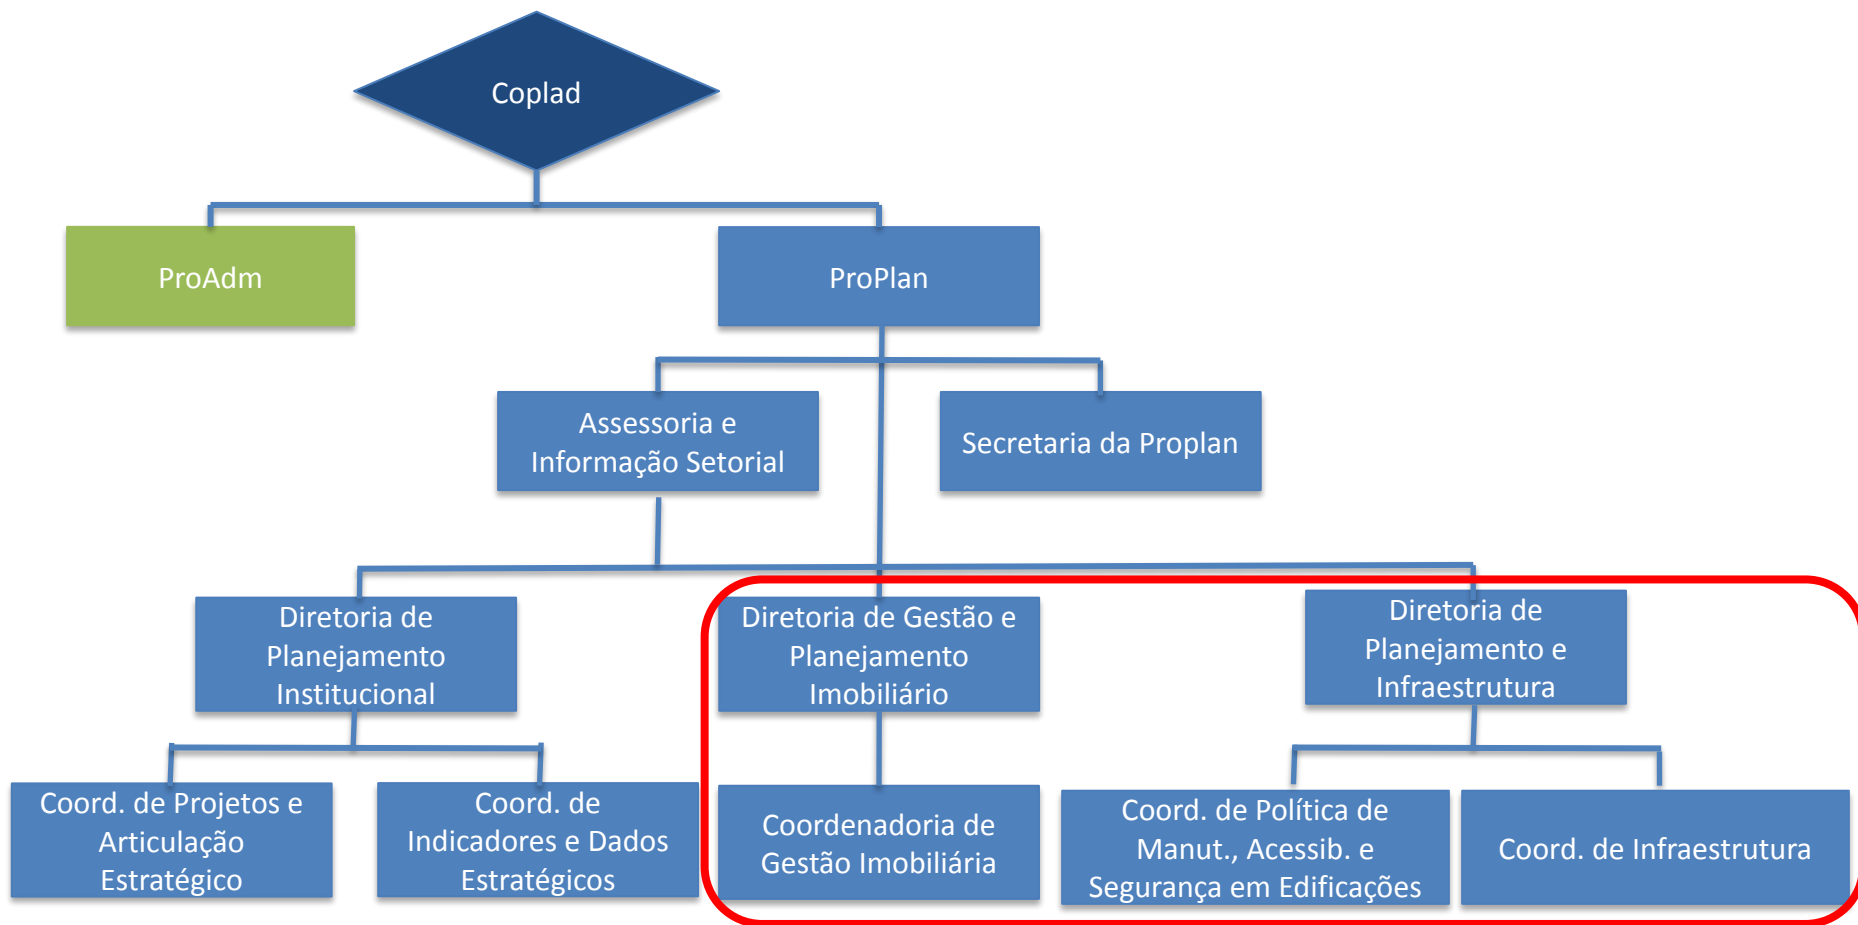 Coplad
ProAdm
ProPlan
Assessoria e
Informação Setorial
Secretaria da Proplan
Diretoria de
Planejamento
Institucional
Diretoria de Gestão e
Planejamento
Imobiliário
Diretoria de
Planejamento e
Infraestrutura
Coord. de Projetos e
Articulação
Estratégico
Coord. de
Indicadores e Dados
Estratégicos
Coordenadoria de
Gestão Imobiliária
Coord. de Política de
Manut., Acessib. e
Segurança em Edificações
Coord. de Infraestrutura